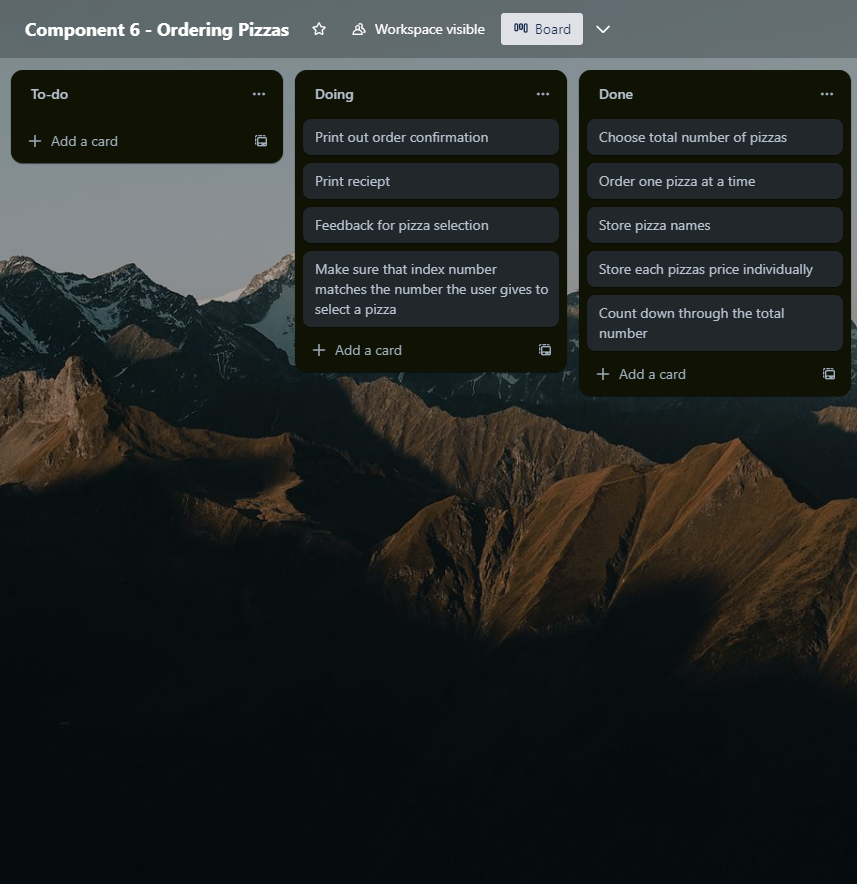 Component 6 - Ordering Pizzas
Workspace visible
Board
To-do
Add a card
Doing
Print out order confirmation
Print reciept
Feedback for pizza selection
Make sure that index number
matches the number the user gives to
select a pizza
Add a card
Done
Choose total number of pizzas
Order one pizza at a time
Store pizza names
Store each pizzas price individually
Count down through the total
number
Add a card